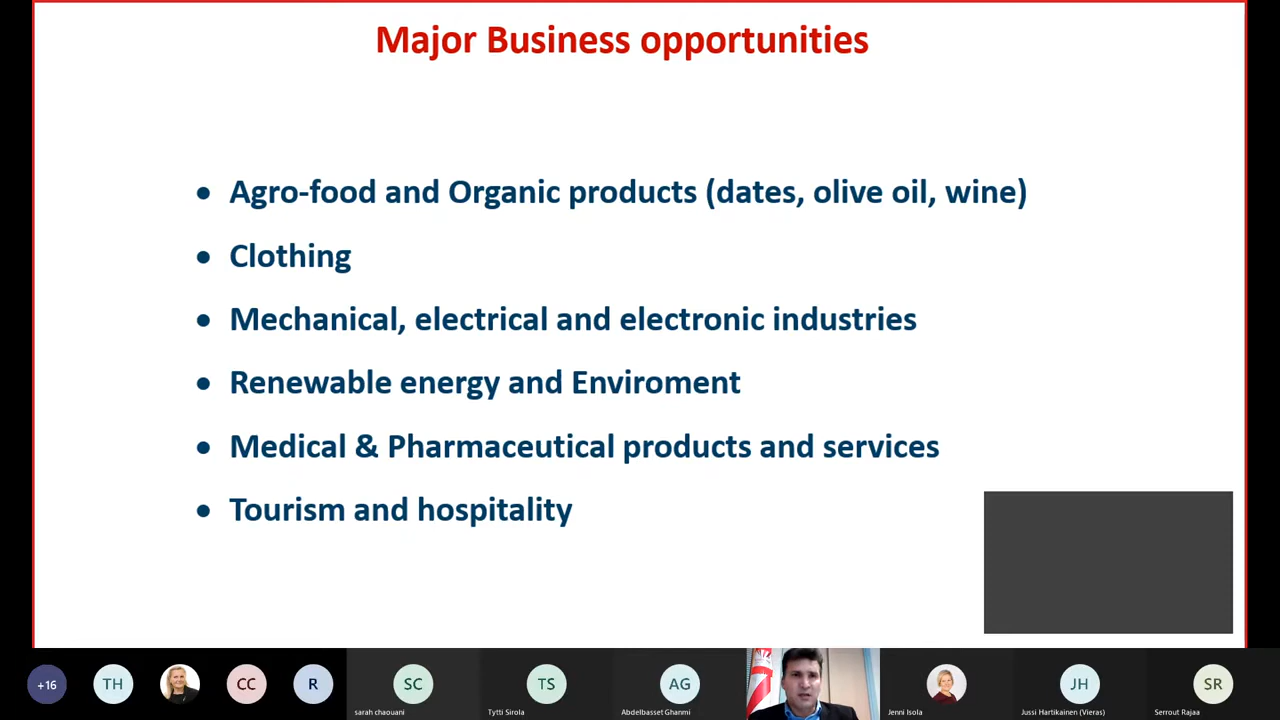 Major Business opportunities
• Agro-food and Organic products (dates, olive oil, wine)
• Clothing
• Mechanical, electrical and electronic industries
• Renewable energy and Enviroment
• Medical & Pharmaceutical products and services
• Tourism and hospitality
+16
TH
CC
R
SC
TS
AG
JH
SR
sarah chaouani
Tytti Sirola
Abdelbasset Ghanmi
Jenni Isola
Jussi Hartikainen (Vieras)
Serrout Rajaa